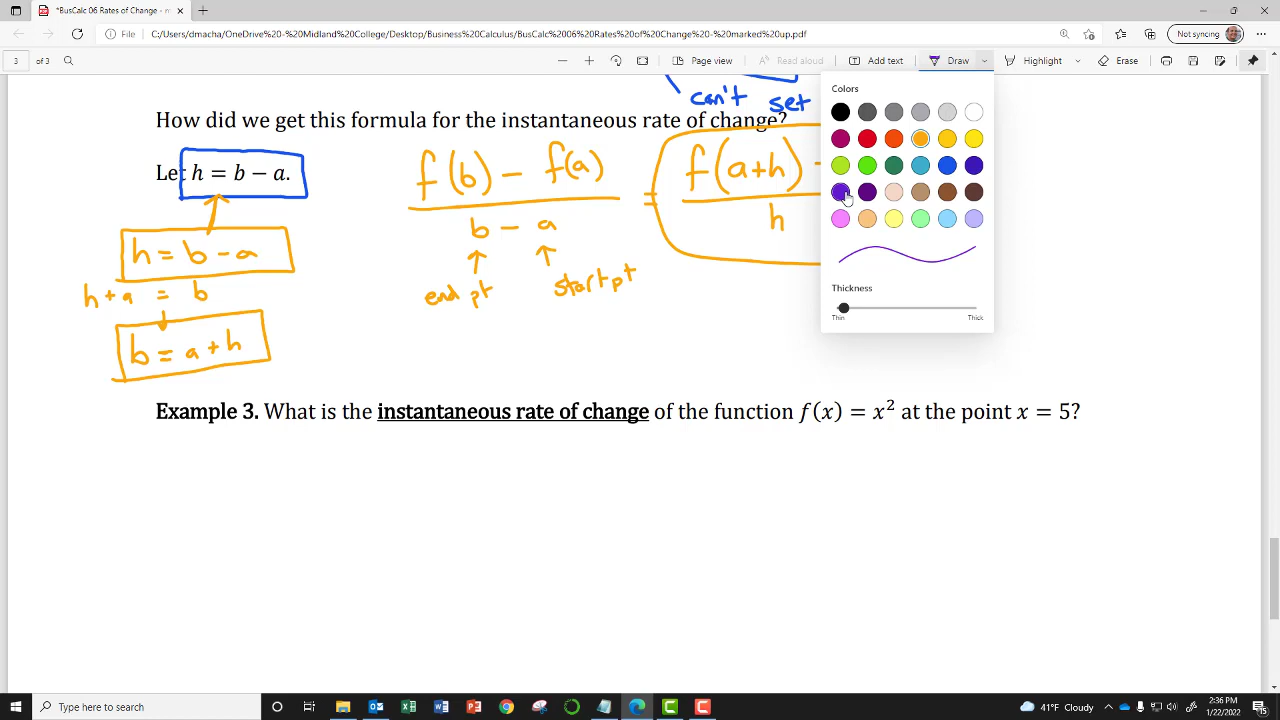 *BusCalc 06 Rates of Change - m
File
C:/Users/dmacha/OneDrive%20-%20Midland%20College/Desktop/Business%20Calculus/BusCalc%2006%20Rates%20of%20Change%20-%20marked%20up.pdf
Not syncing
3 of 3
Page view
Read aloud
Add text
Draw
Highlight
Erase
can't set
How did we get this formula for the instantaneous rate of change?
Let h = b − a.
f(b) − f(a) = f(a+h) −
b − a
h
h = b − a
h + a = b
end pt
start pt
b = a + h
Colors
Thickness
Thin
Thick
Example 3. What is the instantaneous rate of change of the function f(x) = x² at the point x = 5?
Type here to search
41°F Cloudy
2:36 PM
1/22/2022
15